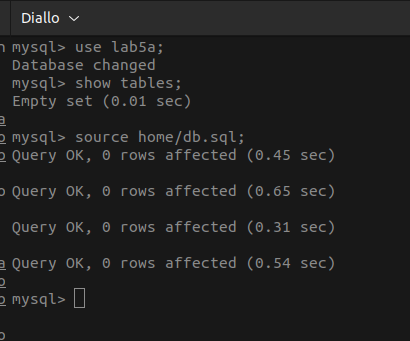 Diallo
n mysql> use lab5a;
Database changed
mysql> show tables;
Empty set (0.01 sec)
a
o mysql> source home/db.sql;
o Query OK, 0 rows affected (0.45 sec)
o Query OK, 0 rows affected (0.65 sec)
Query OK, 0 rows affected (0.31 sec)
a Query OK, 0 rows affected (0.54 sec)
o
o mysql>
o